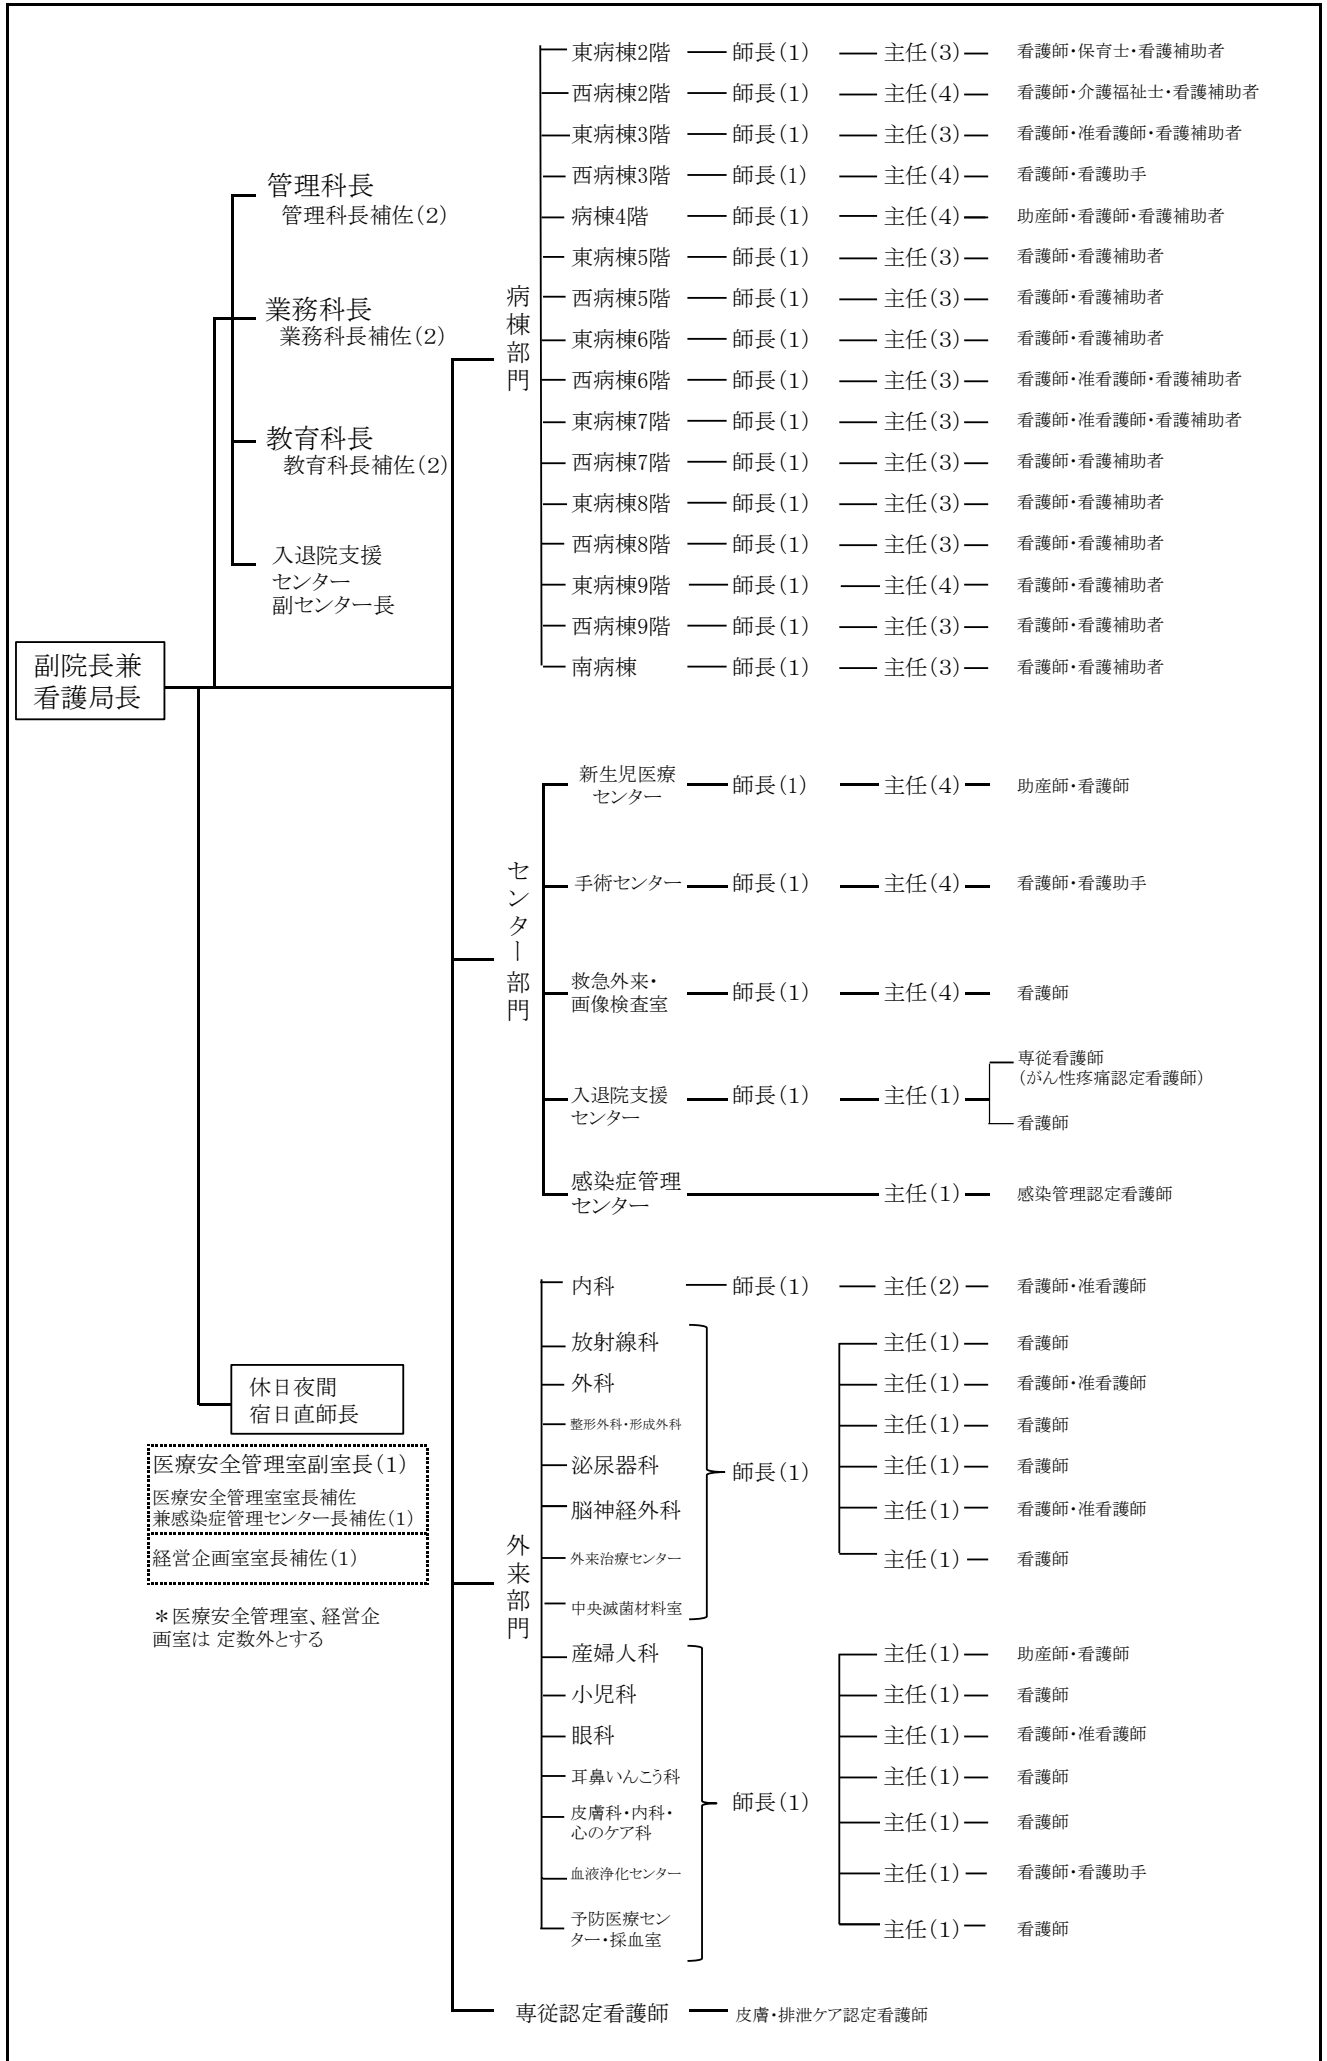 副院長兼
看護局長
管理科長
管理科長補佐(2)
業務科長
業務科長補佐(2)
教育科長
教育科長補佐(2)
入退院支援
センター
副センター長
休日夜間
宿日直師長
医療安全管理室副室長(1)
医療安全管理室室長補佐
兼感染症管理センター長補佐(1)
経営企画室室長補佐(1)
＊医療安全管理室、経営企
画室は 定数外とする
病棟部門
東病棟2階 師長(1) 主任(3) 看護師・保育士・看護補助者
西病棟2階 師長(1) 主任(4) 看護師・介護福祉士・看護補助者
東病棟3階 師長(1) 主任(3) 看護師・准看護師・看護補助者
西病棟3階 師長(1) 主任(4) 看護師・看護助手
病棟4階 師長(1) 主任(4) 助産師・看護師・看護補助者
東病棟5階 師長(1) 主任(3) 看護師・看護補助者
西病棟5階 師長(1) 主任(3) 看護師・看護補助者
東病棟6階 師長(1) 主任(3) 看護師・看護補助者
西病棟6階 師長(1) 主任(3) 看護師・准看護師・看護補助者
東病棟7階 師長(1) 主任(3) 看護師・准看護師・看護補助者
西病棟7階 師長(1) 主任(3) 看護師・看護補助者
東病棟8階 師長(1) 主任(3) 看護師・看護補助者
西病棟8階 師長(1) 主任(3) 看護師・看護補助者
東病棟9階 師長(1) 主任(4) 看護師・看護補助者
西病棟9階 師長(1) 主任(3) 看護師・看護補助者
南病棟 師長(1) 主任(3) 看護師・看護補助者
センター部門
新生児医療
センター 師長(1) 主任(4) 助産師・看護師
手術センター 師長(1) 主任(4) 看護師・看護助手
救急外来・
画像検査室 師長(1) 主任(4) 看護師
入退院支援
センター 師長(1) 主任(1)
専従看護師
(がん性疼痛認定看護師)
看護師
感染症管理
センター 主任(1) 感染管理認定看護師
外来部門
内科 師長(1) 主任(2) 看護師・准看護師
放射線科 主任(1) 看護師
外科 主任(1) 看護師・准看護師
整形外科・形成外科 主任(1) 看護師
泌尿器科 師長(1) 主任(1) 看護師
脳神経外科 主任(1) 看護師・准看護師
外来治療センター 主任(1) 看護師
中央滅菌材料室
産婦人科 主任(1) 助産師・看護師
小児科 主任(1) 看護師
眼科 主任(1) 看護師・准看護師
耳鼻いんこう科 師長(1) 主任(1) 看護師
皮膚科・内科・
心のケア科 主任(1) 看護師
血液浄化センター 主任(1) 看護師・看護助手
予防医療セン
ター・採血室 主任(1) 看護師
専従認定看護師 皮膚・排泄ケア認定看護師